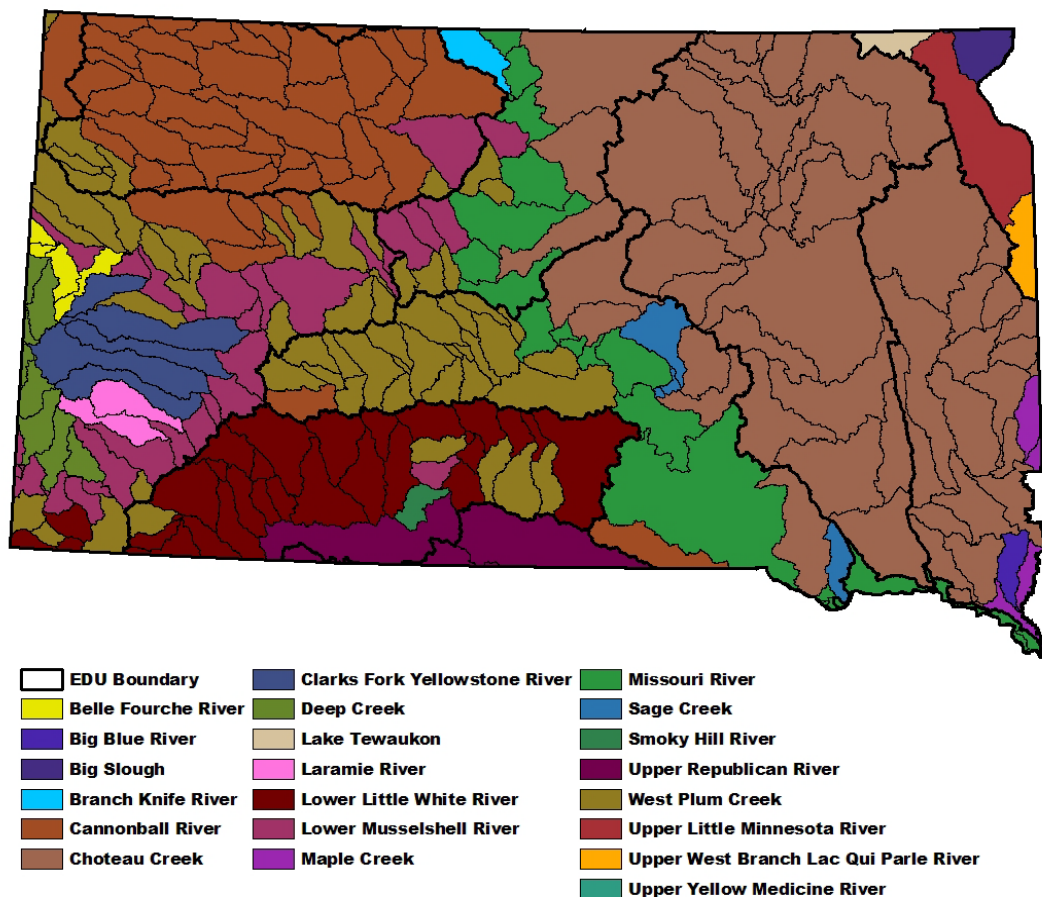 EDU Boundary
Belle Fourche River
Big Blue River
Big Slough
Branch Knife River
Cannonball River
Choteau Creek
Clarks Fork Yellowstone River
Deep Creek
Lake Tewaukon
Laramie River
Lower Little White River
Lower Musselshell River
Maple Creek
Missouri River
Sage Creek
Smoky Hill River
Upper Republican River
West Plum Creek
Upper Little Minnesota River
Upper West Branch Lac Qui Parle River
Upper Yellow Medicine River